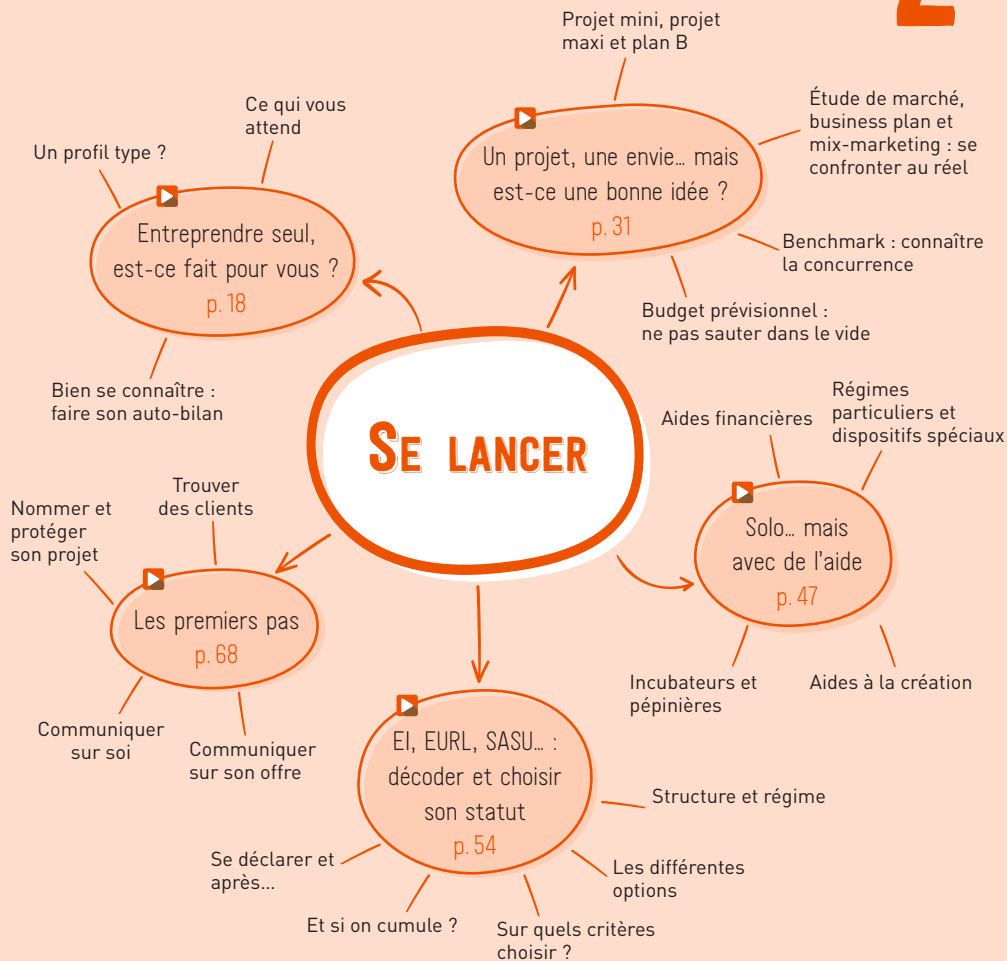 Projet mini, projet
maxi et plan B
Ce qui vous
attend
Étude de marché,
business plan et
mix-marketing : se
confronter au réel
Un profil type ?
Un projet, une envie… mais
est-ce une bonne idée ?
p. 31
Entreprendre seul,
est-ce fait pour vous ?
p. 18
Benchmark : connaître
la concurrence
Budget prévisionnel :
ne pas sauter dans le vide
Bien se connaître :
faire son auto-bilan
SE LANCER
Aides financières
Régimes
particuliers et
dispositifs spéciaux
Trouver
des clients
Nommer et
protéger
son projet
Solo… mais
avec de l'aide
p. 47
Les premiers pas
p. 68
Incubateurs et
pépinières
Aides à la création
Communiquer
sur soi
Communiquer
sur son offre
EI, EURL, SASU… :
décoder et choisir
son statut
p. 54
Structure et régime
Se déclarer et
après…
Les différentes
options
Et si on cumule ?
Sur quels critères
choisir ?